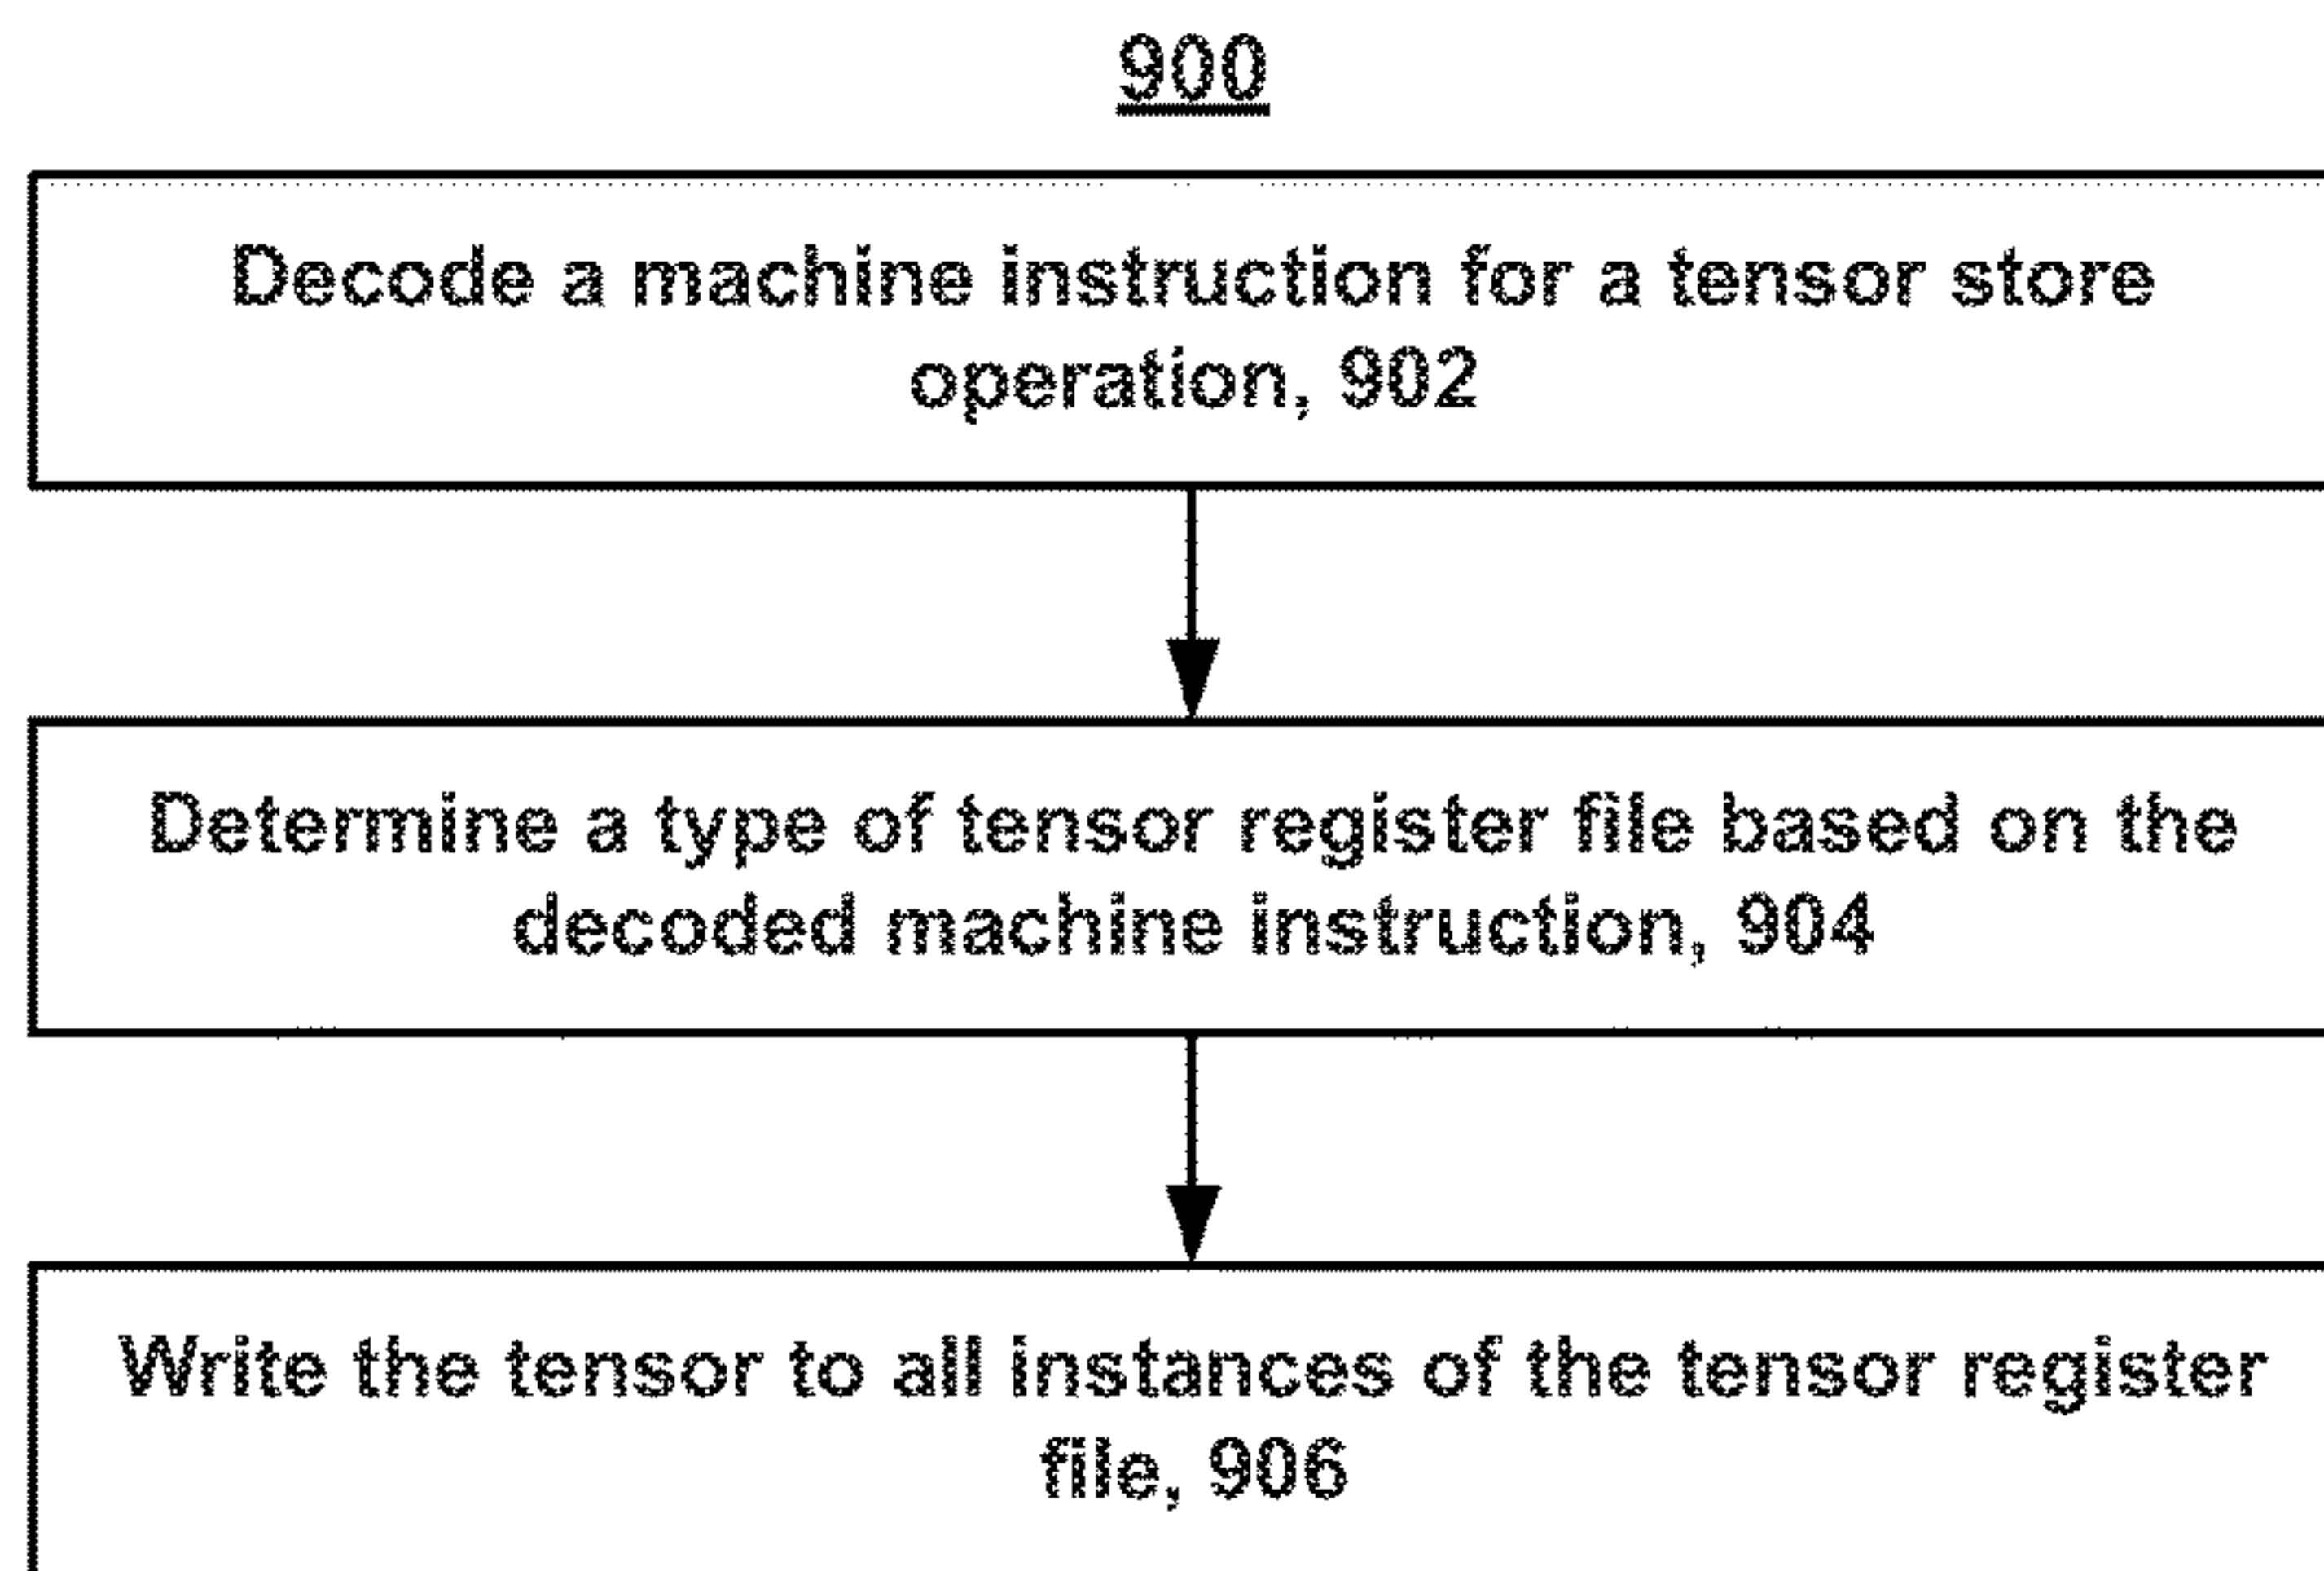 900
Decode a machine instruction for a tensor store
operation, 902
Determine a type of tensor register file based on the
decoded machine instruction, 904
Write the tensor to all instances of the tensor register
file, 906